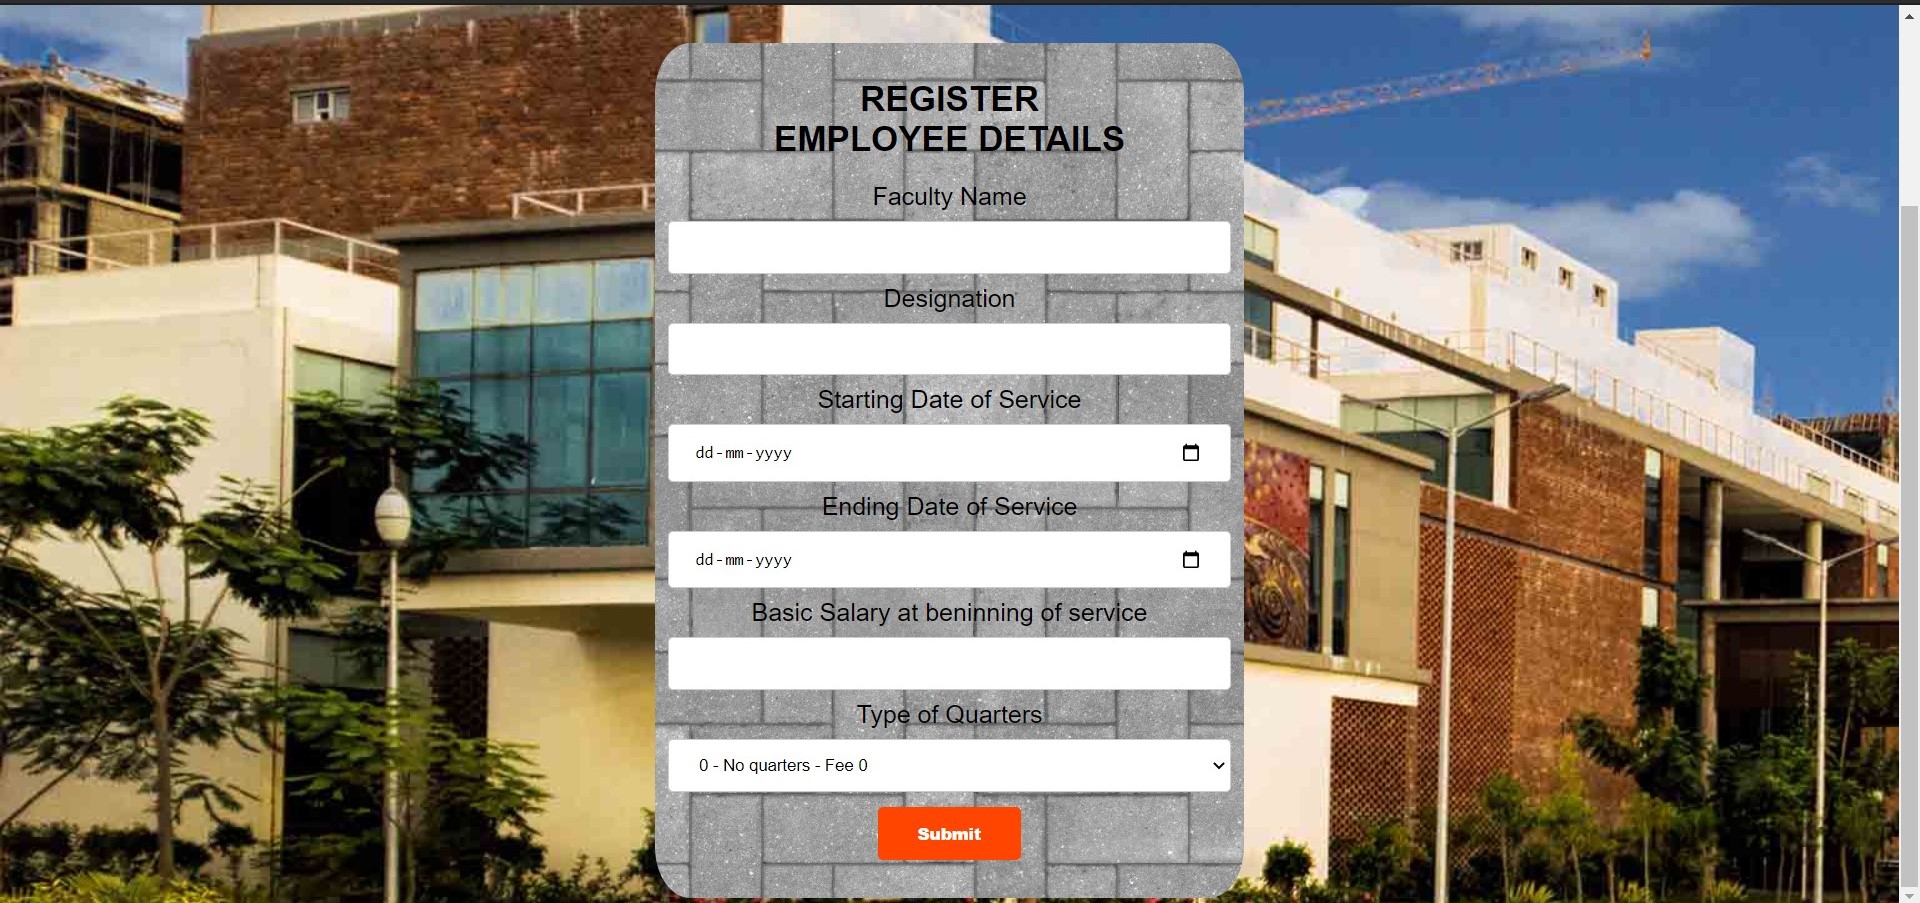 REGISTER
EMPLOYEE DETAILS
Faculty Name
Designation
Starting Date of Service
dd-mm-yyyy
Ending Date of Service
dd-mm-yyyy
Basic Salary at beninning of service
Type of Quarters
0 - No quarters - Fee 0
Submit